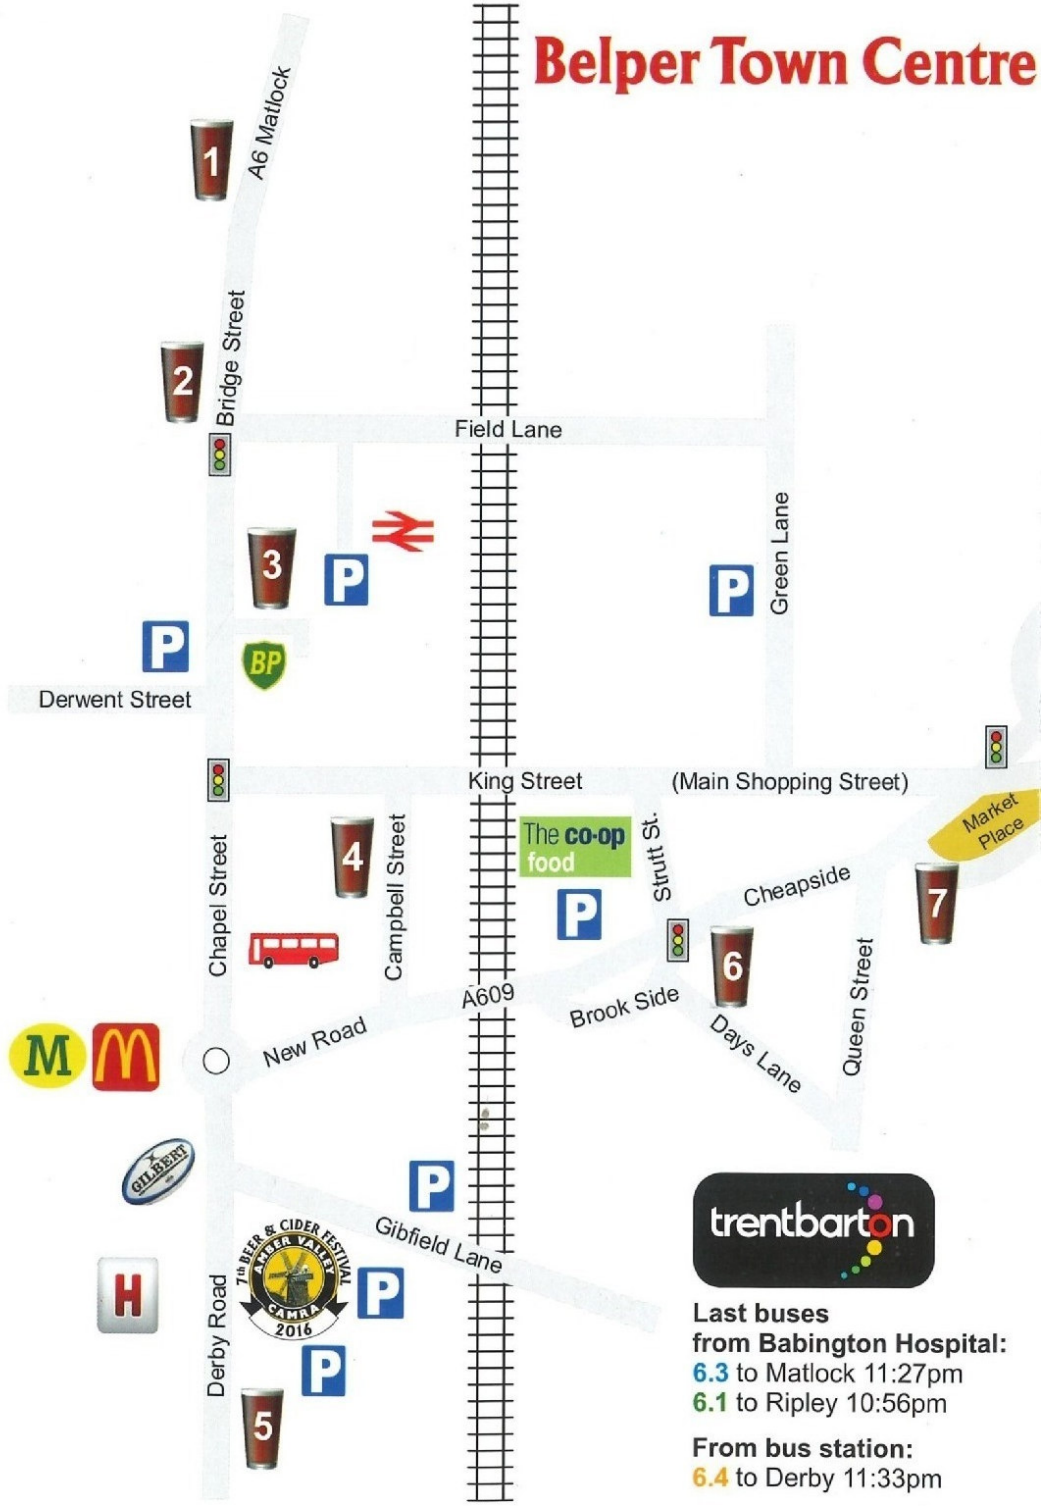 Belper Town Centre
A6 Matlock
1
Bridge Street
2
Field Lane
Green Lane
3
P
P
P
BP
Derwent Street
King Street
(Main Shopping Street)
Market
Place
Chapel Street
4
Campbell Street
The co-op
food
P
Strutt St.
Cheapside
7
6
Queen Street
A609
Brook Side
Days Lane
New Road
M
M
GILBERT
P
Gibfield Lane
7th BEER & CIDER FESTIVAL
AMBER VALLEY
CAMRA
2016
P
H
Derby Road
P
5
trentbarton
Last buses
from Babington Hospital:
6.3 to Matlock 11:27pm
6.1 to Ripley 10:56pm
From bus station:
6.4 to Derby 11:33pm